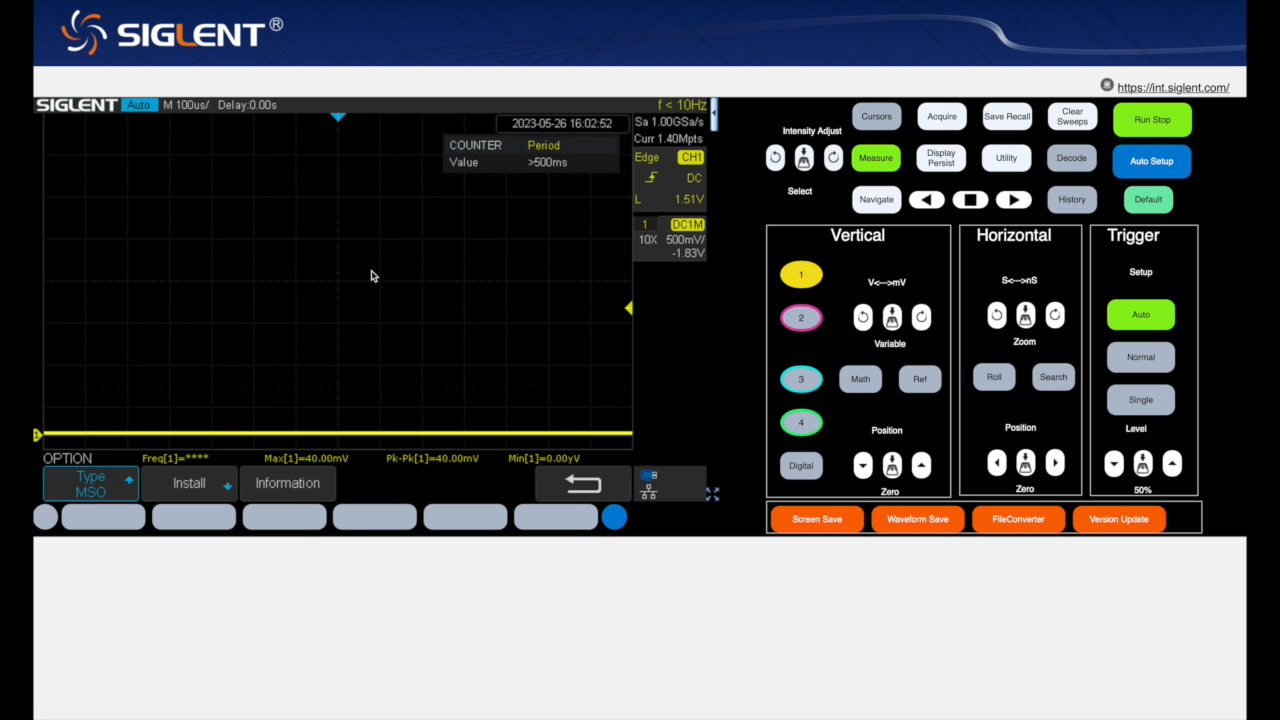 SIGLENT®
https://int.siglent.com/
SIGLENT Auto M 100us/ Delay:0.00s f < 10Hz
2023-05-26 16:02:52
Sa 1.00GSa/s
Curr 1.40Mpts
COUNTER Period
Value >500ms
Edge CH1
DC
L 1.51V
1 DC1M
10X 500mV/
-1.83V
1
OPTION Freq[1]=**** Max[1]=40.00mV Pk-Pk[1]=40.00mV Min[1]=0.00yV
Type
MSO
Install
Information
Intensity Adjust
Select
Cursors
Acquire
Save Recall
Clear
Sweeps
Run Stop
Measure
Display
Persist
Utility
Decode
Auto Setup
Navigate
History
Default
Vertical
1
2
3
4
Digital
V<--->mV
Variable
Math
Ref
Position
Zero
Horizontal
S<--->nS
Zoom
Roll
Search
Position
Zero
Trigger
Setup
Auto
Normal
Single
Level
50%
Screen Save
Waveform Save
FileConverter
Version Update